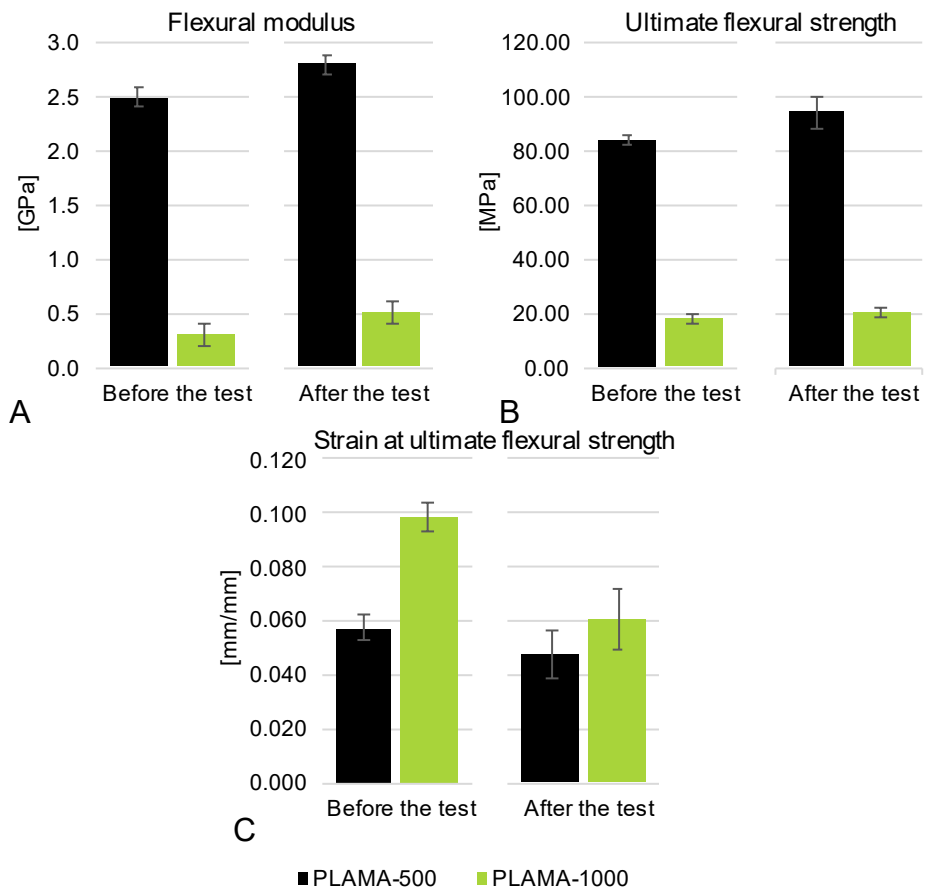 Flexural modulus
3.0
2.5
2.0
1.5
1.0
0.5
0.0
[GPa]
Before the test
After the test
A
Ultimate flexural strength
120.00
100.00
80.00
60.00
40.00
20.00
0.00
[MPa]
Before the test
After the test
B
Strain at ultimate flexural strength
0.120
0.100
0.080
0.060
0.040
0.020
0.000
[mm/mm]
Before the test
After the test
C
PLAMA-500
PLAMA-1000